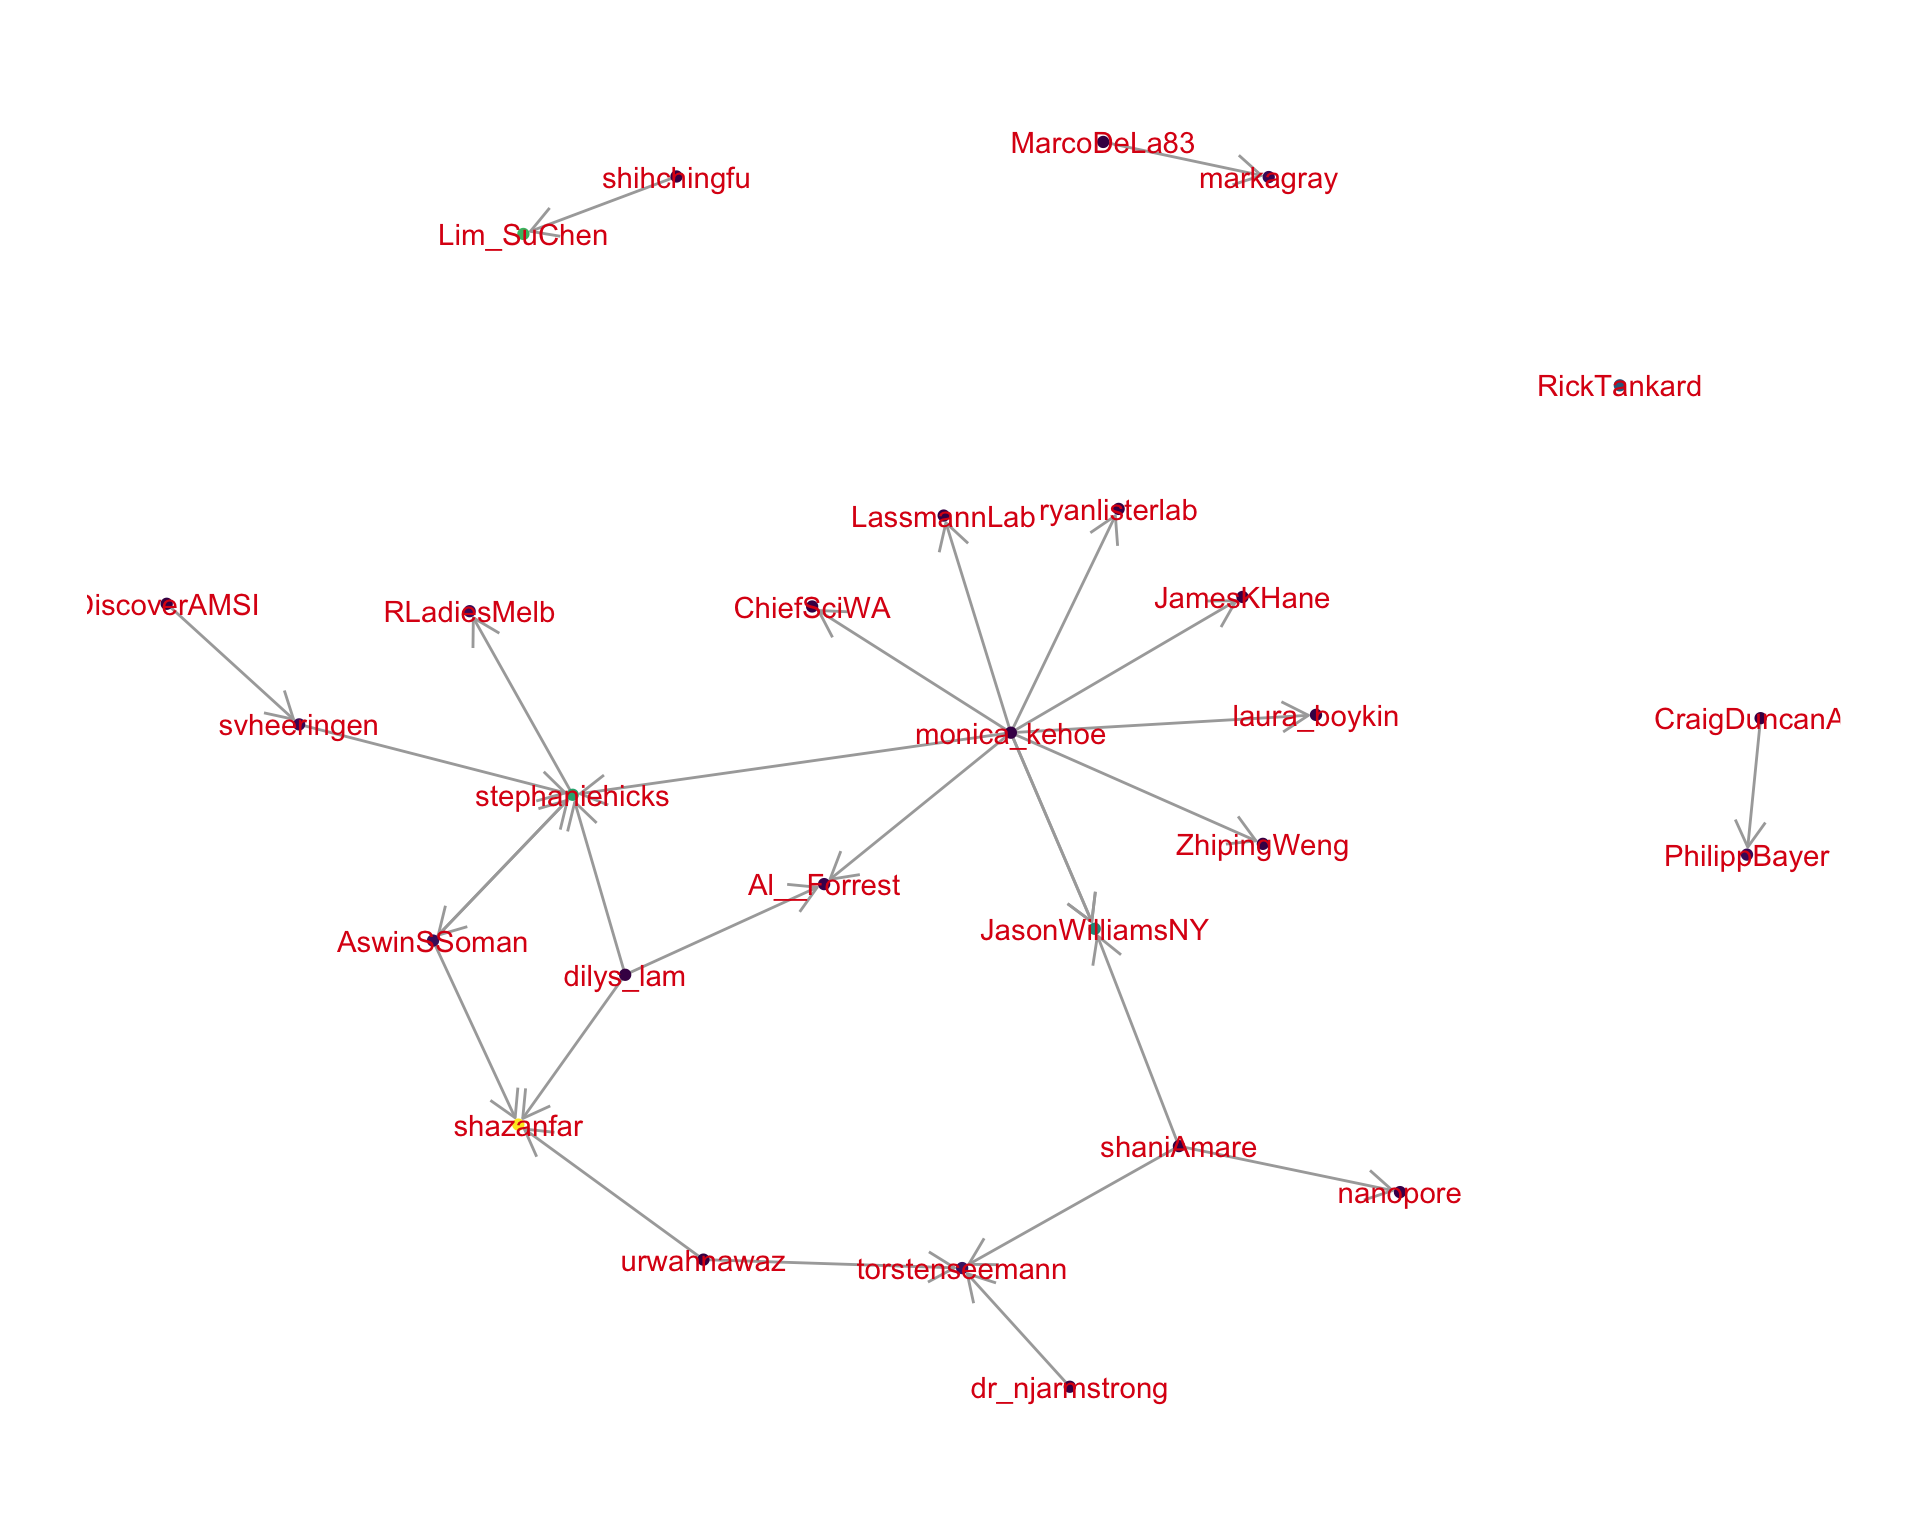 MarcoDeLa83
shihchingfu
markagray
Lim_SuChen
RickTankard
LassmannLab
ryanlisterlab
JamesKHane
DiscoverAMSI
RLadiesMelb
ChiefSciWA
laura_boykin
CraigDuncanA
svheeringen
monica_kehoe
stephaniehicks
ZhipingWeng
PhilippBayer
Al__Forrest
JasonWilliamsNY
AswinSSoman
dilys_lam
shazanfar
shaniAmare
nanopore
urwahnawaz
torstenseemann
dr_njarmstrong